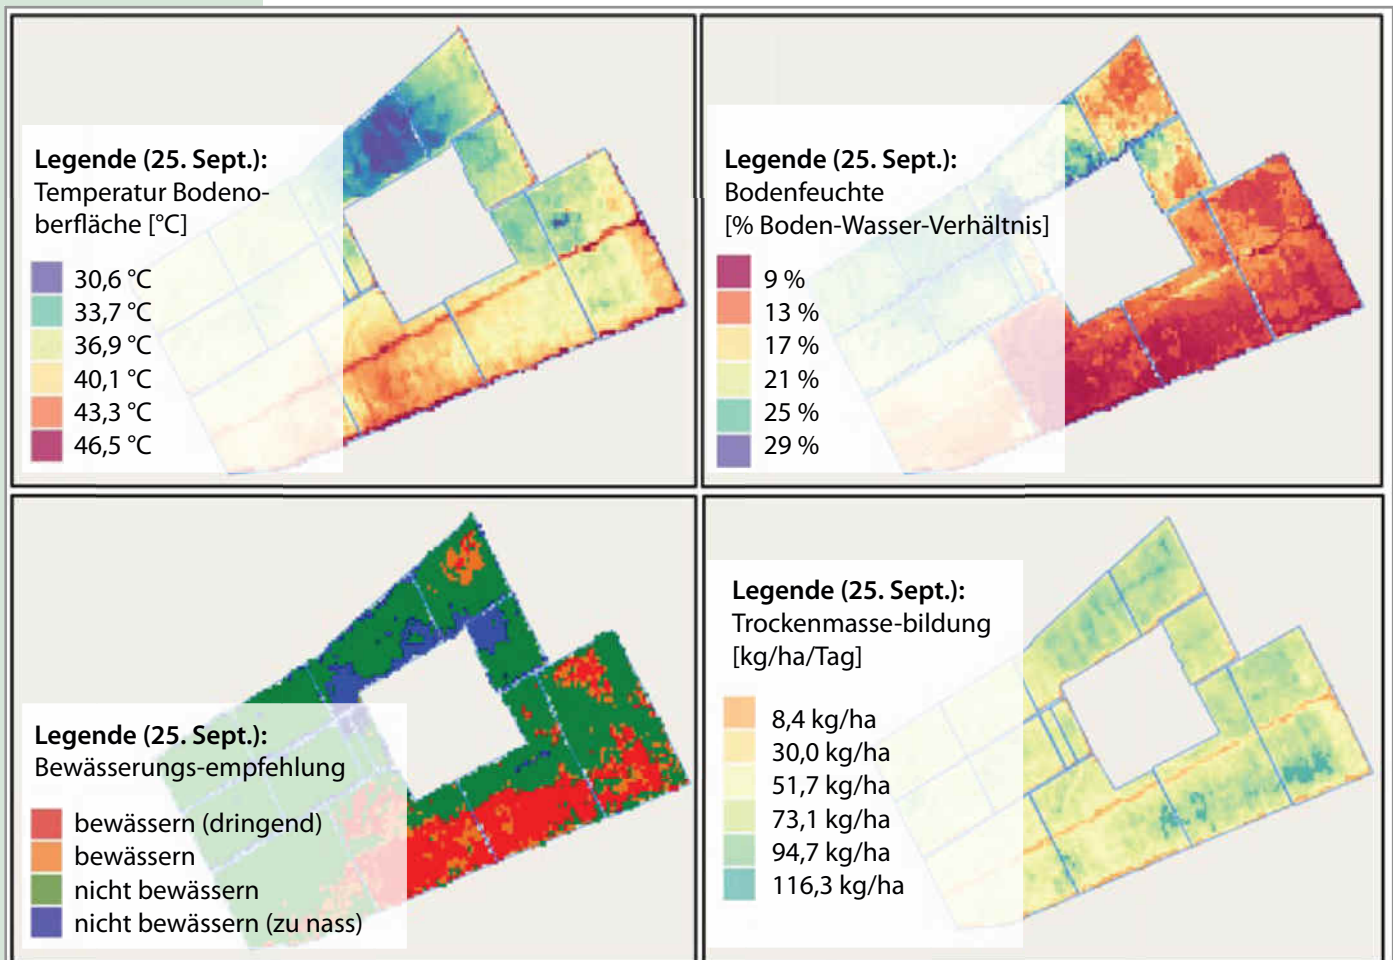 Legende (25. Sept.):
Temperatur Bodeno-
berfläche [°C]
30,6 °C
33,7 °C
36,9 °C
40,1 °C
43,3 °C
46,5 °C
Legende (25. Sept.):
Bodenfeuchte
[% Boden-Wasser-Verhältnis]
9 %
13 %
17 %
21 %
25 %
29 %
Legende (25. Sept.):
Bewässerungs-empfehlung
bewässern (dringend)
bewässern
nicht bewässern
nicht bewässern (zu nass)
Legende (25. Sept.):
Trockenmasse-bildung
[kg/ha/Tag]
8,4 kg/ha
30,0 kg/ha
51,7 kg/ha
73,1 kg/ha
94,7 kg/ha
116,3 kg/ha